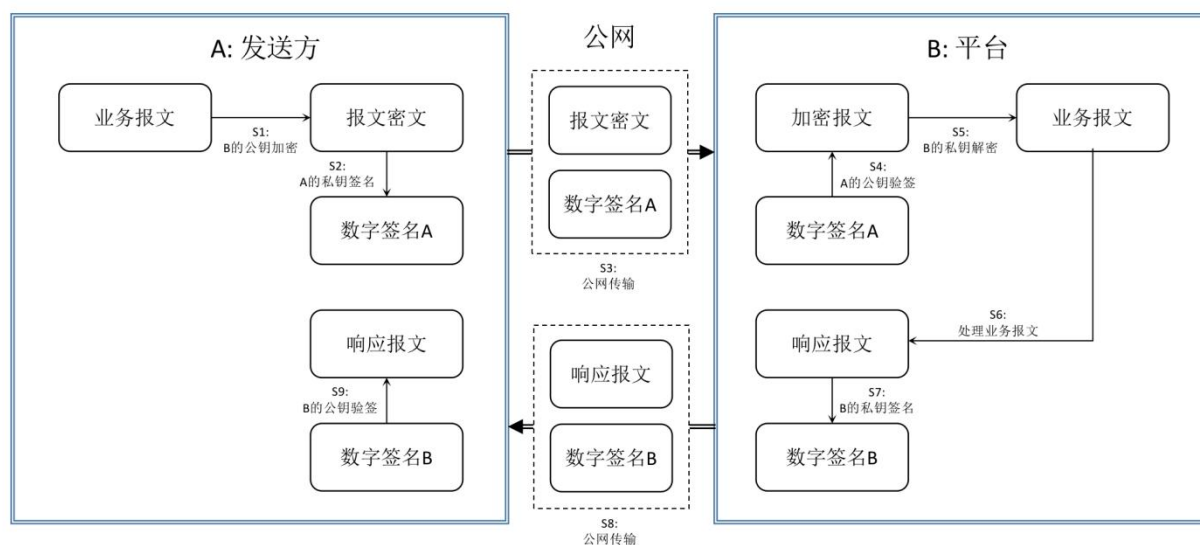 A: 发送方
业务报文
S1:
B的公钥加密
报文密文
S2:
A的私钥签名
数字签名A
响应报文
S9:
B的公钥验签
数字签名B
公网
报文密文
数字签名A
S3:
公网传输
响应报文
数字签名B
S8:
公网传输
B: 平台
加密报文
S5:
B的私钥解密
业务报文
S4:
A的公钥验签
数字签名A
S6:
处理业务报文
响应报文
S7:
B的私钥签名
数字签名B